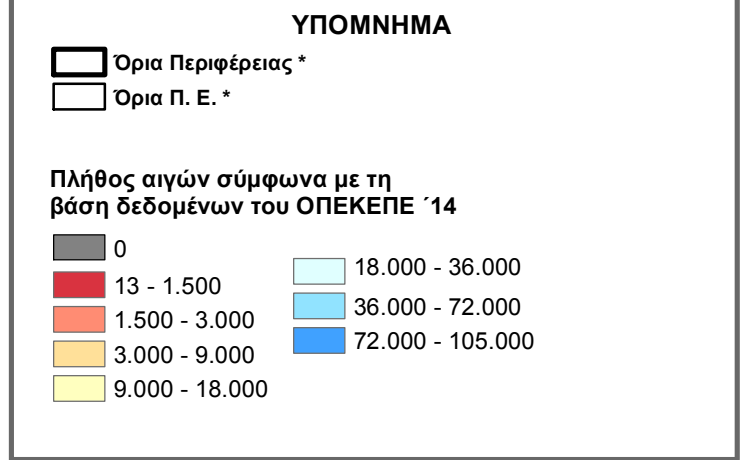 ΥΠΟΜΝΗΜΑ
Όρια Περιφέρειας *
Όρια Π. Ε. *
Πλήθος αιγών σύμφωνα με τη
βάση δεδομένων του ΟΠΕΚΕΠΕ ΄14
0
13 - 1.500
1.500 - 3.000
3.000 - 9.000
9.000 - 18.000
18.000 - 36.000
36.000 - 72.000
72.000 - 105.000